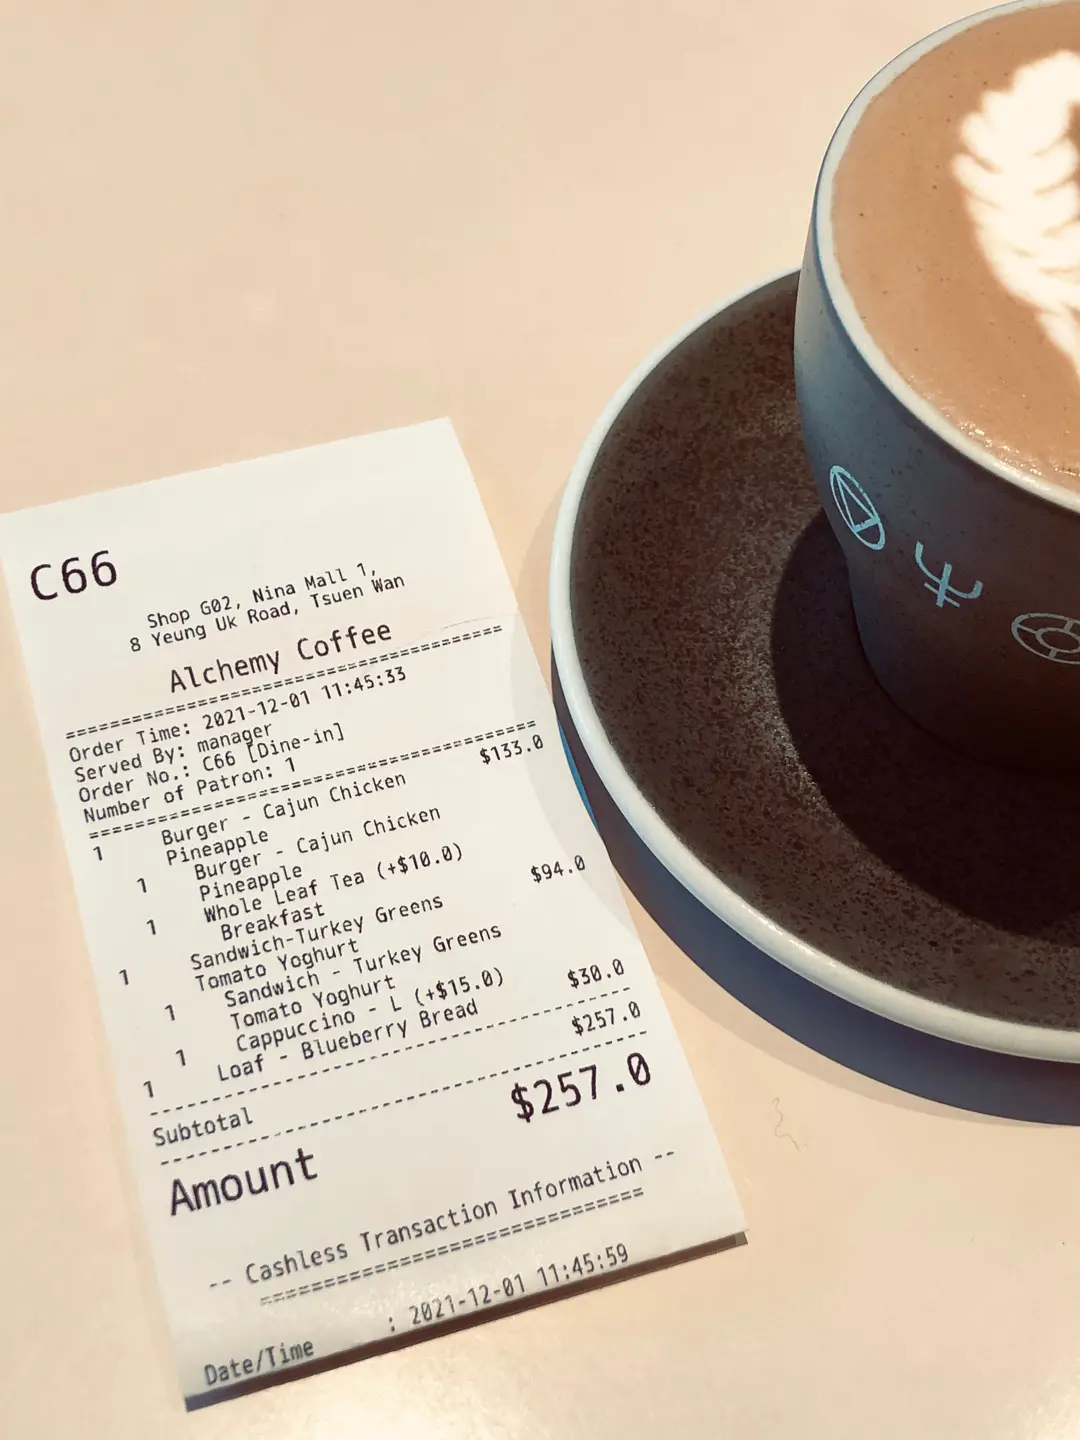 C66
Shop G02, Nina Mall 1,
8 Yeung Uk Road, Tsuen Wan
Alchemy Coffee
==========================================
Order Time: 2021-12-01 11:45:33
Served By: manager
Order No.: C66 [Dine-in]
Number of Patron: 1
==========================================
1 Burger - Cajun Chicken $133.0
Pineapple
1 Burger - Cajun Chicken
Pineapple
1 Whole Leaf Tea (+$10.0)
Breakfast
1 Sandwich-Turkey Greens $94.0
Tomato Yoghurt
1 Sandwich - Turkey Greens
Tomato Yoghurt
1 Cappuccino - L (+$15.0)
1 Loaf - Blueberry Bread $30.0
------------------------------------------
Subtotal $257.0
------------------------------------------
Amount $257.0
-- Cashless Transaction Information --
==================================
Date/Time : 2021-12-01 11:45:59